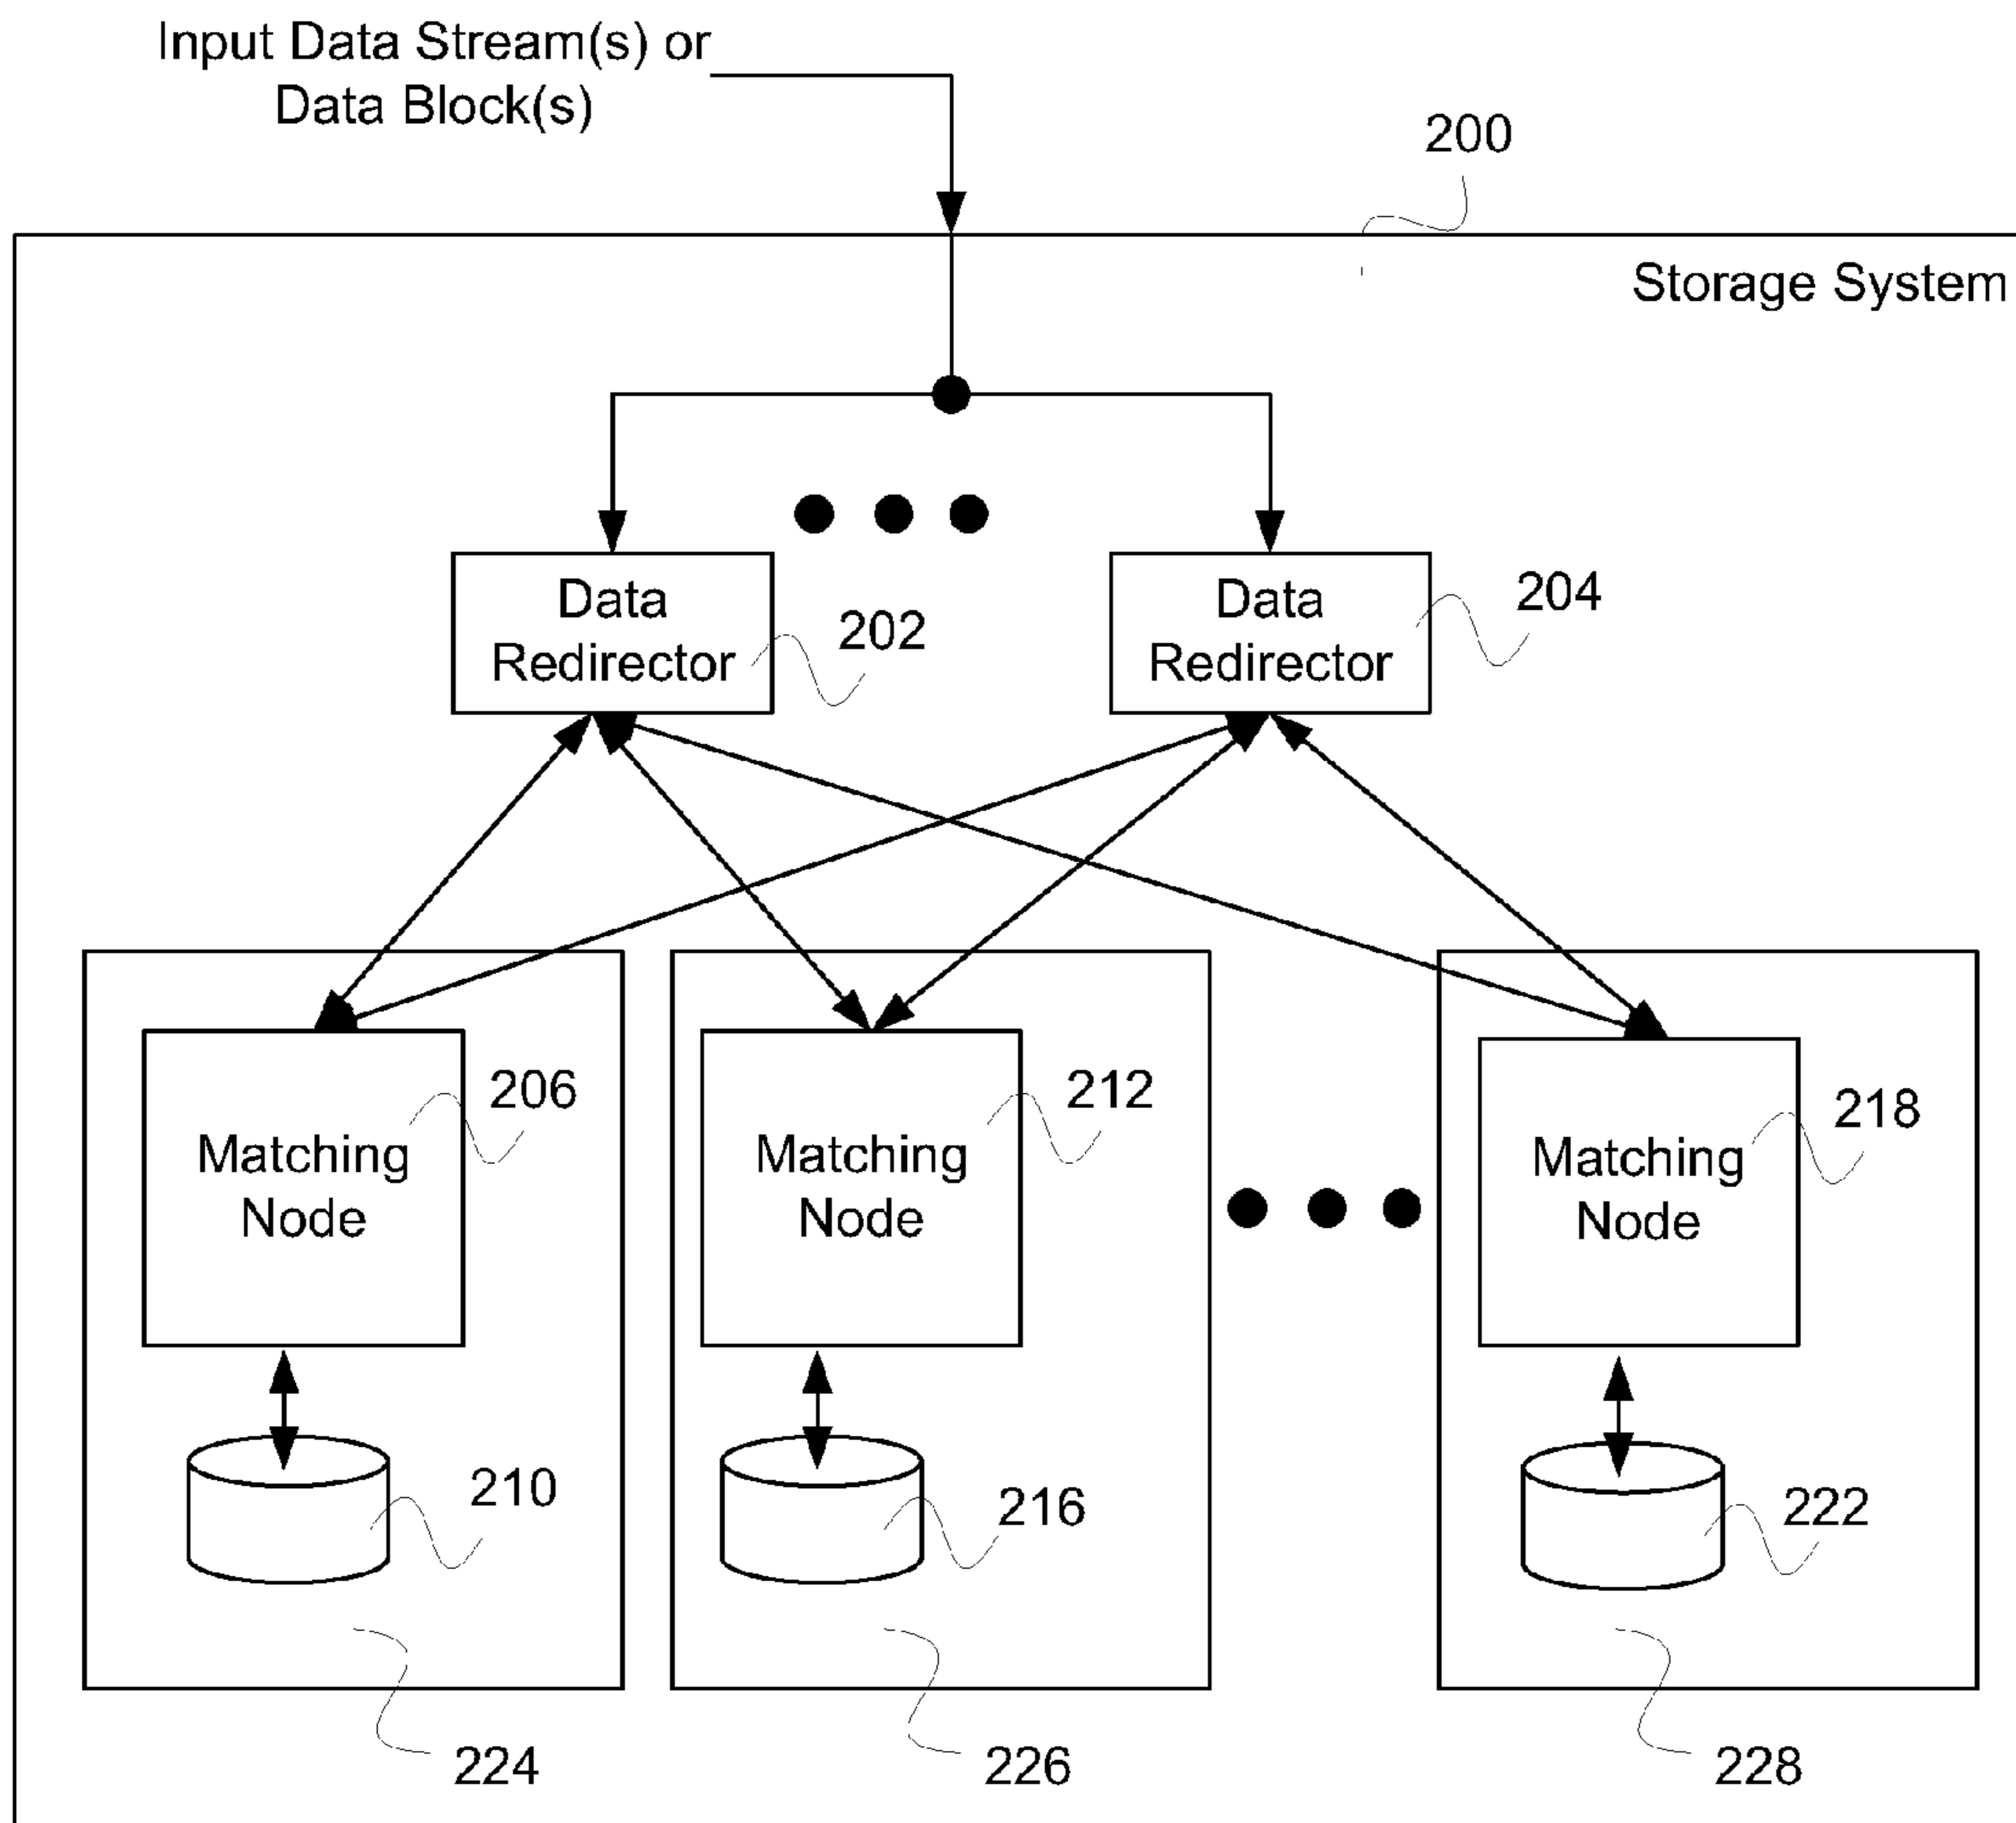 Input Data Stream(s) or
Data Block(s)
200
Storage System
Data
Redirector
202
Data
Redirector
204
Matching
Node
206
Matching
Node
212
Matching
Node
218
210
216
222
224
226
228